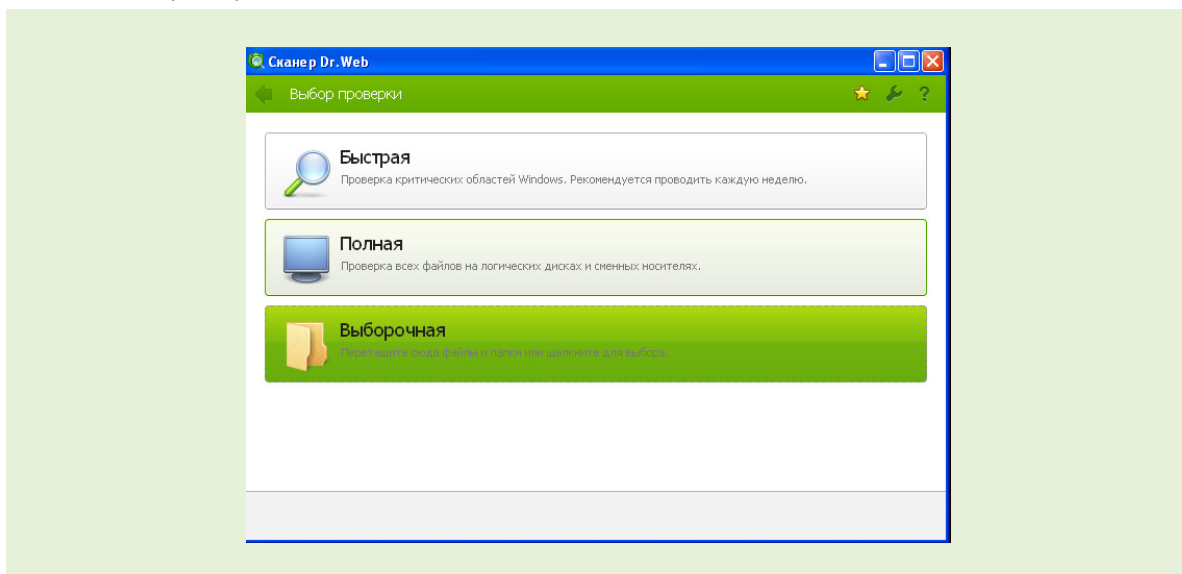 Сканер Dr.Web
Выбор проверки
?
Быстрая
Проверка критических областей Windows. Рекомендуется проводить каждую неделю.
Полная
Проверка всех файлов на логических дисках и сменных носителях.
Выборочная
Перетащите сюда файлы и папки или щелкните для выбора.